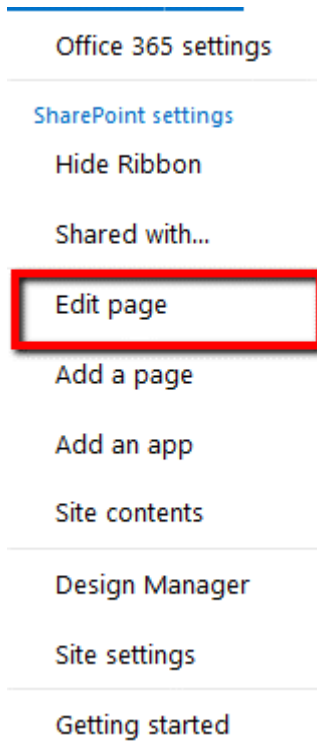 Office 365 settings
SharePoint settings
Hide Ribbon
Shared with...
Edit page
Add a page
Add an app
Site contents
Design Manager
Site settings
Getting started